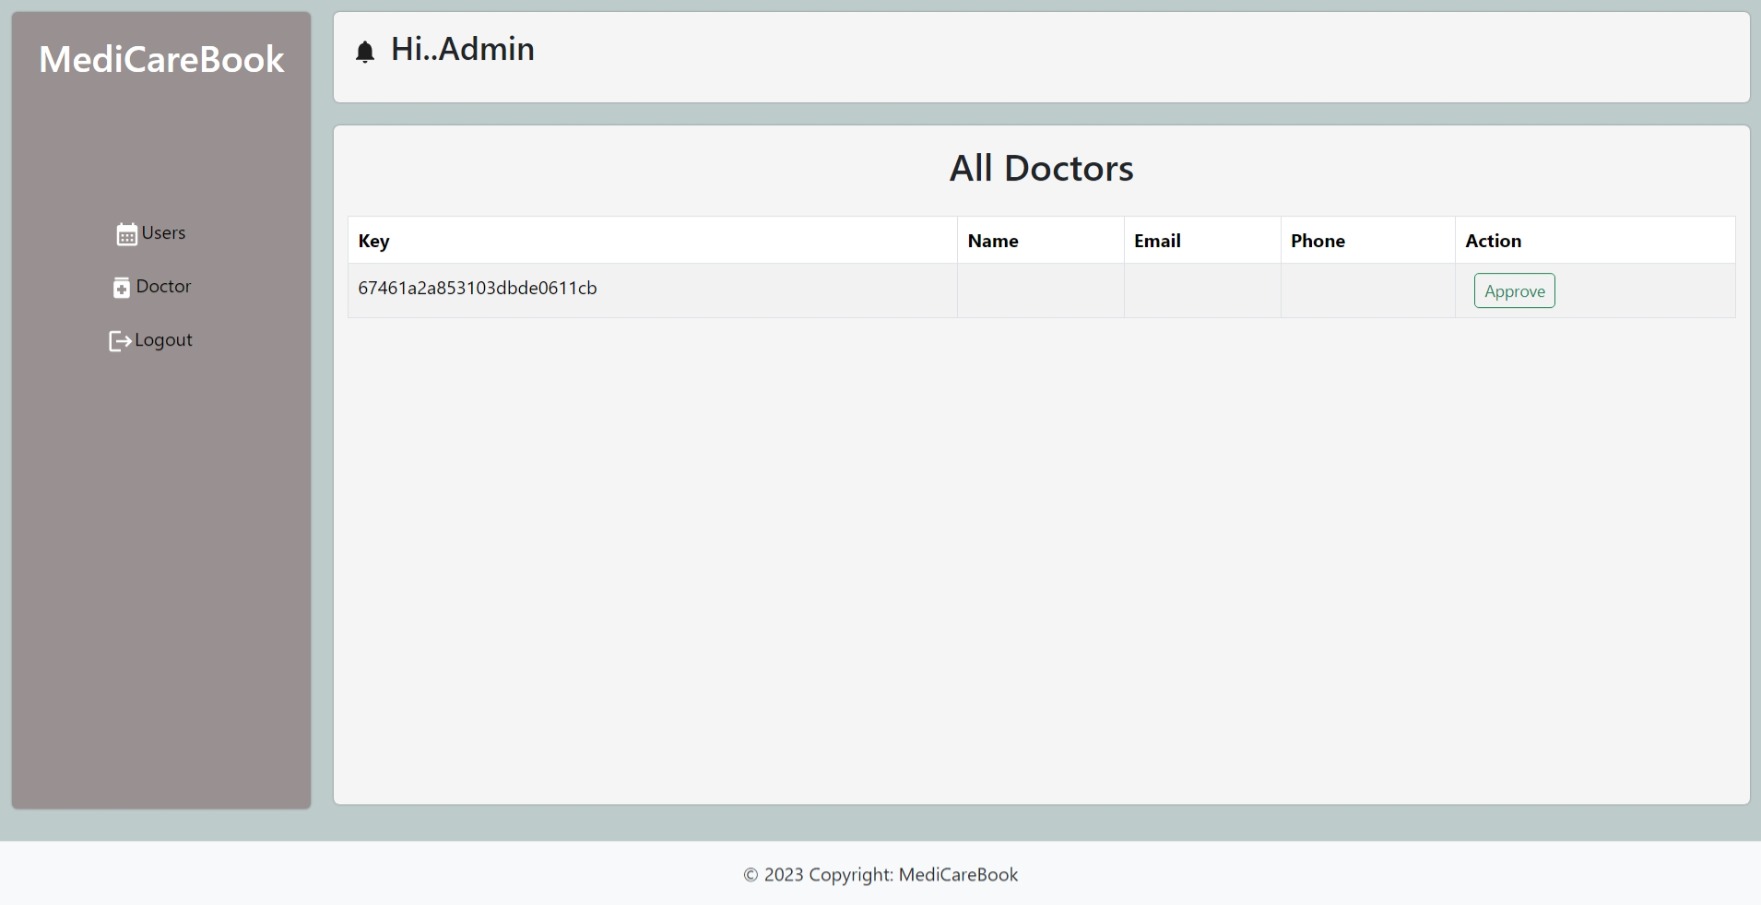 MediCareBook
Users
Doctor
Logout
Hi..Admin
All Doctors
Key Name Email Phone Action
67461a2a853103dbde0611cb Approve
© 2023 Copyright: MediCareBook